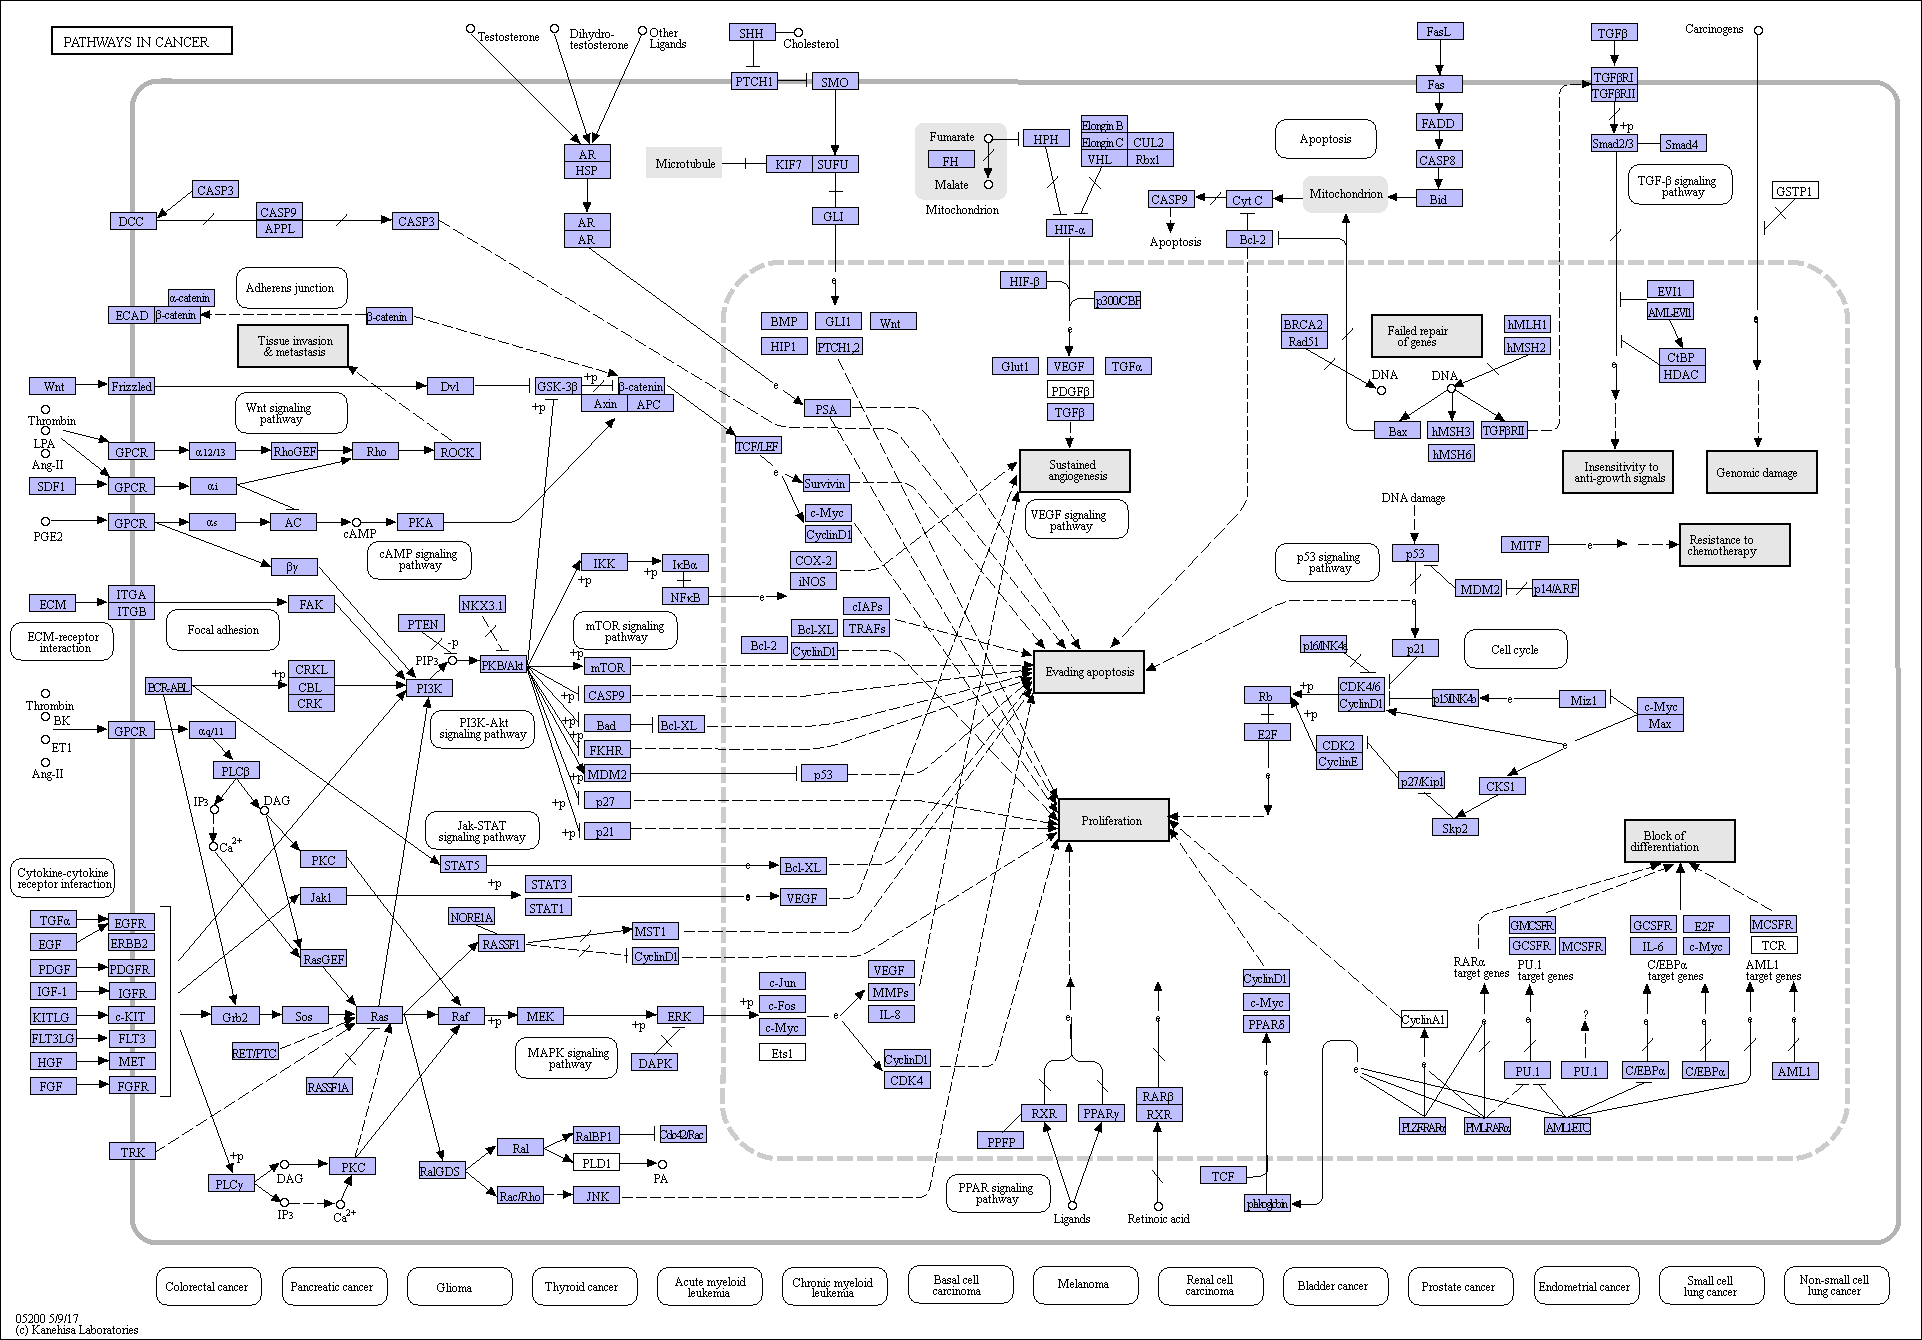 PATHWAYS IN CANCER
Testosterone
Dihydro-
testosterone
Other
Ligands
SHH
Cholesterol
PTCH1
SMO
FasL
Fas
TGFβ
TGFβRI
TGFβRII
Carcinogens
AR
HSP
AR
AR
Microtubule
KIF7
SUFU
GLI
Fumarate
FH
Malate
Mitochondrion
HPH
Elongin B
Elongin C
CUL2
VHL
Rbx1
HIF-α
Apoptosis
FADD
CASP8
Bid
Mitochondrion
Cyt C
CASP9
Apoptosis
Bcl-2
+p
Smad2/3
Smad4
TGF-β signaling
pathway
GSTP1
CASP3
DCC
CASP9
APPL
CASP3
Adherens junction
α-catenin
ECAD
β-catenin
β-catenin
Tissue invasion
& metastasis
HIF-β
p300/CBP
e
e
e
e
BMP
GLI1
Wnt
HIP1
PTCH1,2
Glut1
VEGF
TGFα
PDGFβ
TGFβ
BRCA2
Rad51
DNA
Failed repair
of genes
hMLH1
hMSH2
DNA
Bax
hMSH3
TGFβRII
hMSH6
EVI1
AML-EVI1
CtBP
HDAC
e
Wnt
Frizzled
Dvl
GSK-3β
+p
+p
β-catenin
Axin
APC
e
PSA
Wnt signaling
pathway
Thrombin
LPA
Ang-II
GPCR
α12/13
RhoGEF
Rho
ROCK
TCF/LEF
e
Sustained
angiogenesis
Insensitivity to
anti-growth signals
Genomic damage
SDF1
GPCR
αi
Survivin
c-Myc
CyclinD1
VEGF signaling
pathway
DNA damage
PGE2
GPCR
αs
AC
cAMP
PKA
cAMP signaling
pathway
βγ
IKK
+p
IκBα
+p
NFκB
e
COX-2
iNOS
p53 signaling
pathway
p53
MDM2
p14/ARF
e
p21
MITF
e
Resistance to
chemotherapy
ECM
ITGA
ITGB
FAK
Focal adhesion
ECM-receptor
interaction
PTEN
NKX3.1
-p
PIP3
PKB/Akt
mTOR signaling
pathway
cIAPs
Bcl-XL
TRAFs
Bcl-2
CyclinD1
Evading apoptosis
Cell cycle
p16/INK4a
CDK4/6
CyclinD1
p15/INK4b
e
Miz1
c-Myc
Max
Rb
+p
+p
E2F
CDK2
CyclinE
p27/Kip1
e
CKS1
Skp2
e
BCR-ABL
+p
CRKL
CBL
CRK
PI3K
PI3K-Akt
signaling pathway
+p
mTOR
+p
CASP9
+p
Bad
Bcl-XL
+p
FKHR
+p
MDM2
p53
+p
p27
+p
p21
Thrombin
BK
ET1
Ang-II
GPCR
αq/11
PLCβ
IP3
DAG
Ca2+
PKC
Proliferation
Jak-STAT
signaling pathway
STAT5
e
Bcl-XL
Block of
differentiation
Cytokine-cytokine
receptor interaction
Jak1
+p
STAT3
STAT1
e
VEGF
TGFα
EGFR
EGF
ERBB2
PDGF
PDGFR
IGF-1
IGFR
KITLG
c-KIT
FLT3LG
FLT3
HGF
MET
FGF
FGFR
NORE1A
RASSF1
MST1
CyclinD1
RasGEF
Grb2
Sos
Ras
Raf
+p
MEK
+p
ERK
+p
RET/PTC
RASSF1A
MAPK signaling
pathway
DAPK
c-Jun
c-Fos
c-Myc
Ets1
e
VEGF
MMPs
IL-8
CyclinD1
CDK4
e
CyclinD1
c-Myc
PPARδ
e
GMCSFR
GCSFR
MCSFR
GCSFR
E2F
IL-6
c-Myc
MCSFR
TCR
RARα
target genes
PU.1
target genes
C/EBPα
target genes
AML1
target genes
CyclinA1
e
e
e
e
?
e
e
e
e
e
PU.1
PU.1
C/EBPα
C/EBPα
AML1
PLZF-RARα
PML-RARα
AML1-ETO
RXR
PPARγ
PPFP
RARβ
RXR
TRK
+p
PLCγ
DAG
IP3
Ca2+
PKC
RalGDS
Ral
RalBP1
Cdc42/Rac
PLD1
PA
Rac/Rho
JNK
PPAR signaling
pathway
Ligands
Retinoic acid
TCF
Colorectal cancer
Pancreatic cancer
Glioma
Thyroid cancer
Acute myeloid
leukemia
Chronic myeloid
leukemia
Basal cell
carcinoma
Melanoma
Renal cell
carcinoma
Bladder cancer
Prostate cancer
Endometrial cancer
Small cell
lung cancer
Non-small cell
lung cancer
05200 5/9/17
(c) Kanehisa Laboratories